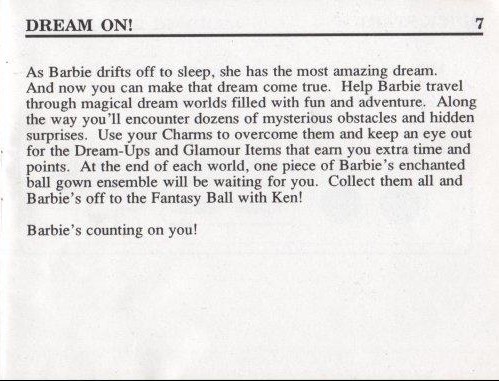 DREAM ON! 7
As Barbie drifts off to sleep, she has the most amazing dream.
And now you can make that dream come true. Help Barbie travel
through magical dream worlds filled with fun and adventure. Along
the way you'll encounter dozens of mysterious obstacles and hidden
surprises. Use your Charms to overcome them and keep an eye out
for the Dream-Ups and Glamour Items that earn you extra time and
points. At the end of each world, one piece of Barbie's enchanted
ball gown ensemble will be waiting for you. Collect them all and
Barbie's off to the Fantasy Ball with Ken!
Barbie's counting on you!